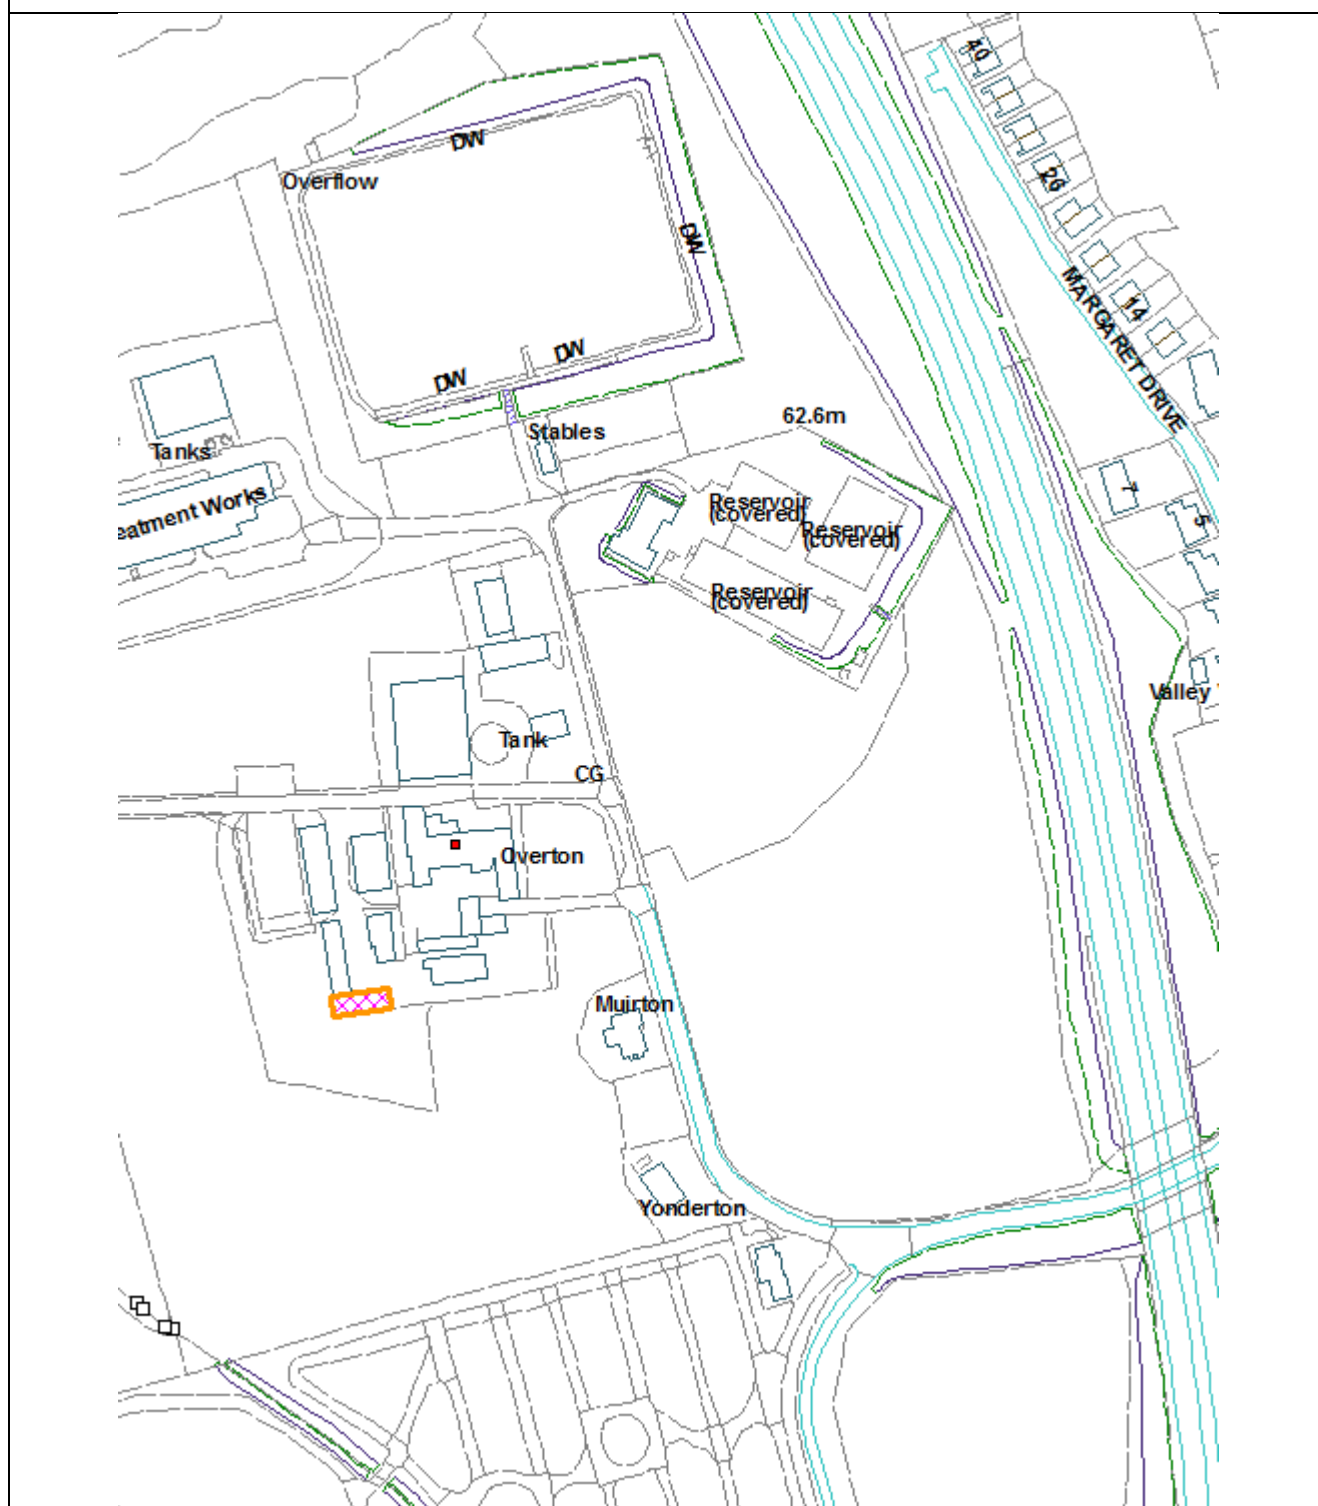 40
DW
26
Overflow
DW
MARGARET DRIVE
14
DW
DW
62.6m
Stables
Tanks
7
eatment Works
Reservoir
(covered)
Reservoir
(covered)
5
Reservoir
(covered)
Valley
Tank
CG
Overton
Muirton
Yonderton